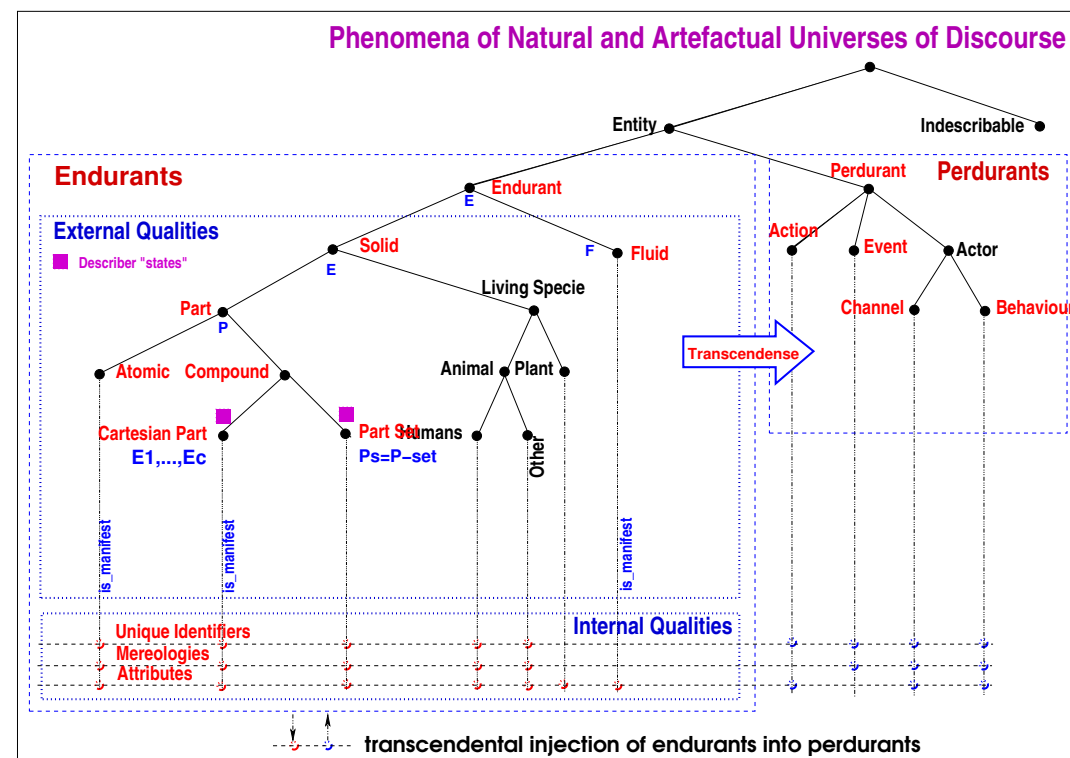 Phenomena of Natural and Artefactual Universes of Discourse
Entity
Indescribable
Endurants
Endurant
E
Perdurant
Perdurants
External Qualities
Describer "states"
Solid
E
F
Fluid
Action
Event
Actor
Part
P
Living Specie
Channel
Behaviour
Transcendense
Atomic
Compound
Animal
Plant
Cartesian Part
E1,...,Ec
Part Set
Ps=P-set
Humans
Other
is_manifest
is_manifest
is_manifest
Unique Identifiers
Internal Qualities
Mereologies
Attributes
transcendental injection of endurants into perdurants